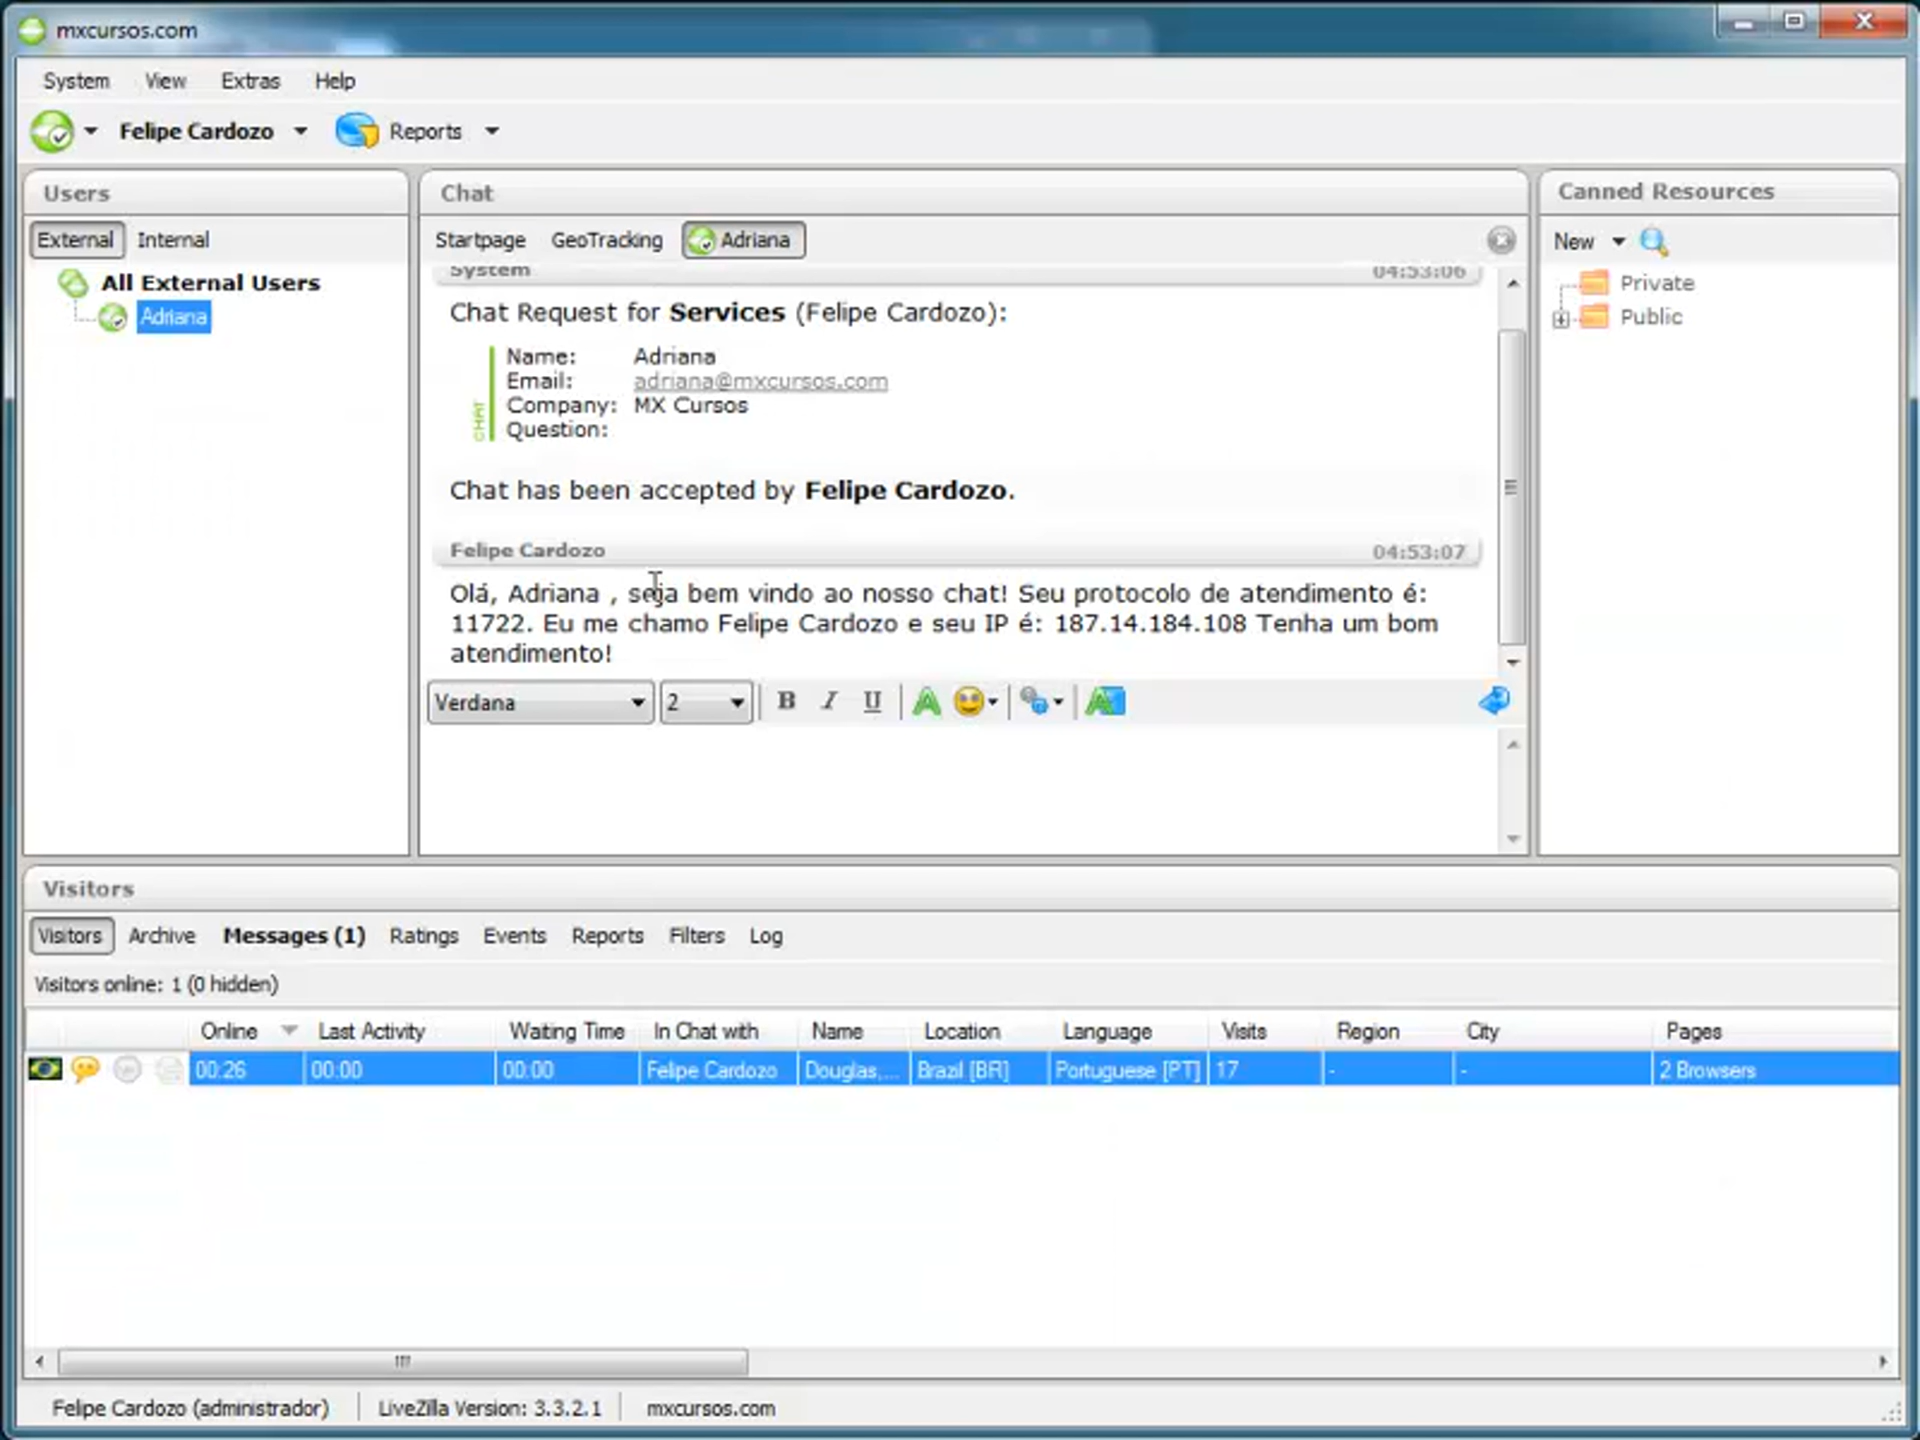 mxcursos.com
System View Extras Help
Felipe Cardozo Reports
Users
External Internal
All External Users
Adriana
Chat
Startpage GeoTracking Adriana
System 04:53:06
Chat Request for Services (Felipe Cardozo):
CHAT
Name: Adriana
Email: adriana@mxcursos.com
Company: MX Cursos
Question:
Chat has been accepted by Felipe Cardozo.
Felipe Cardozo 04:53:07
Olá, Adriana , seja bem vindo ao nosso chat! Seu protocolo de atendimento é:
11722. Eu me chamo Felipe Cardozo e seu IP é: 187.14.184.108 Tenha um bom
atendimento!
Verdana 2 B I U
Canned Resources
New
Private
Public
Visitors
Visitors Archive Messages (1) Ratings Events Reports Filters Log
Visitors online: 1 (0 hidden)
Online Last Activity Waiting Time In Chat with Name Location Language Visits Region City Pages
00:26 00:00 00:00 Felipe Cardozo Douglas,... Brazil [BR] Portuguese [PT] 17 - - 2 Browsers
Felipe Cardozo (administrador) LiveZilla Version: 3.3.2.1 mxcursos.com